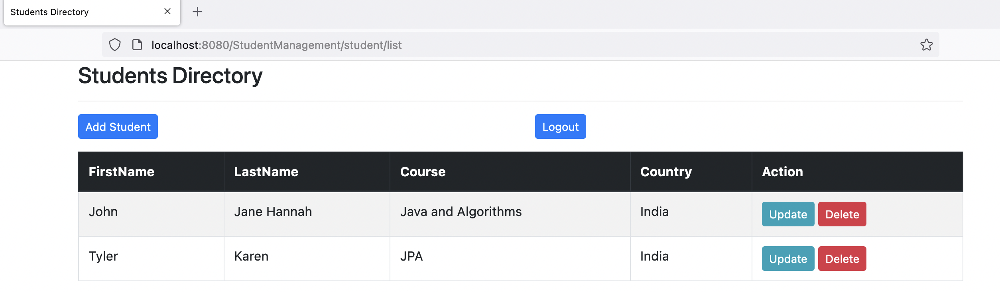 Students Directory
localhost:8080/StudentManagement/student/list
Students Directory
Add Student Logout
FirstName LastName Course Country Action
John Jane Hannah Java and Algorithms India Update Delete
Tyler Karen JPA India Update Delete